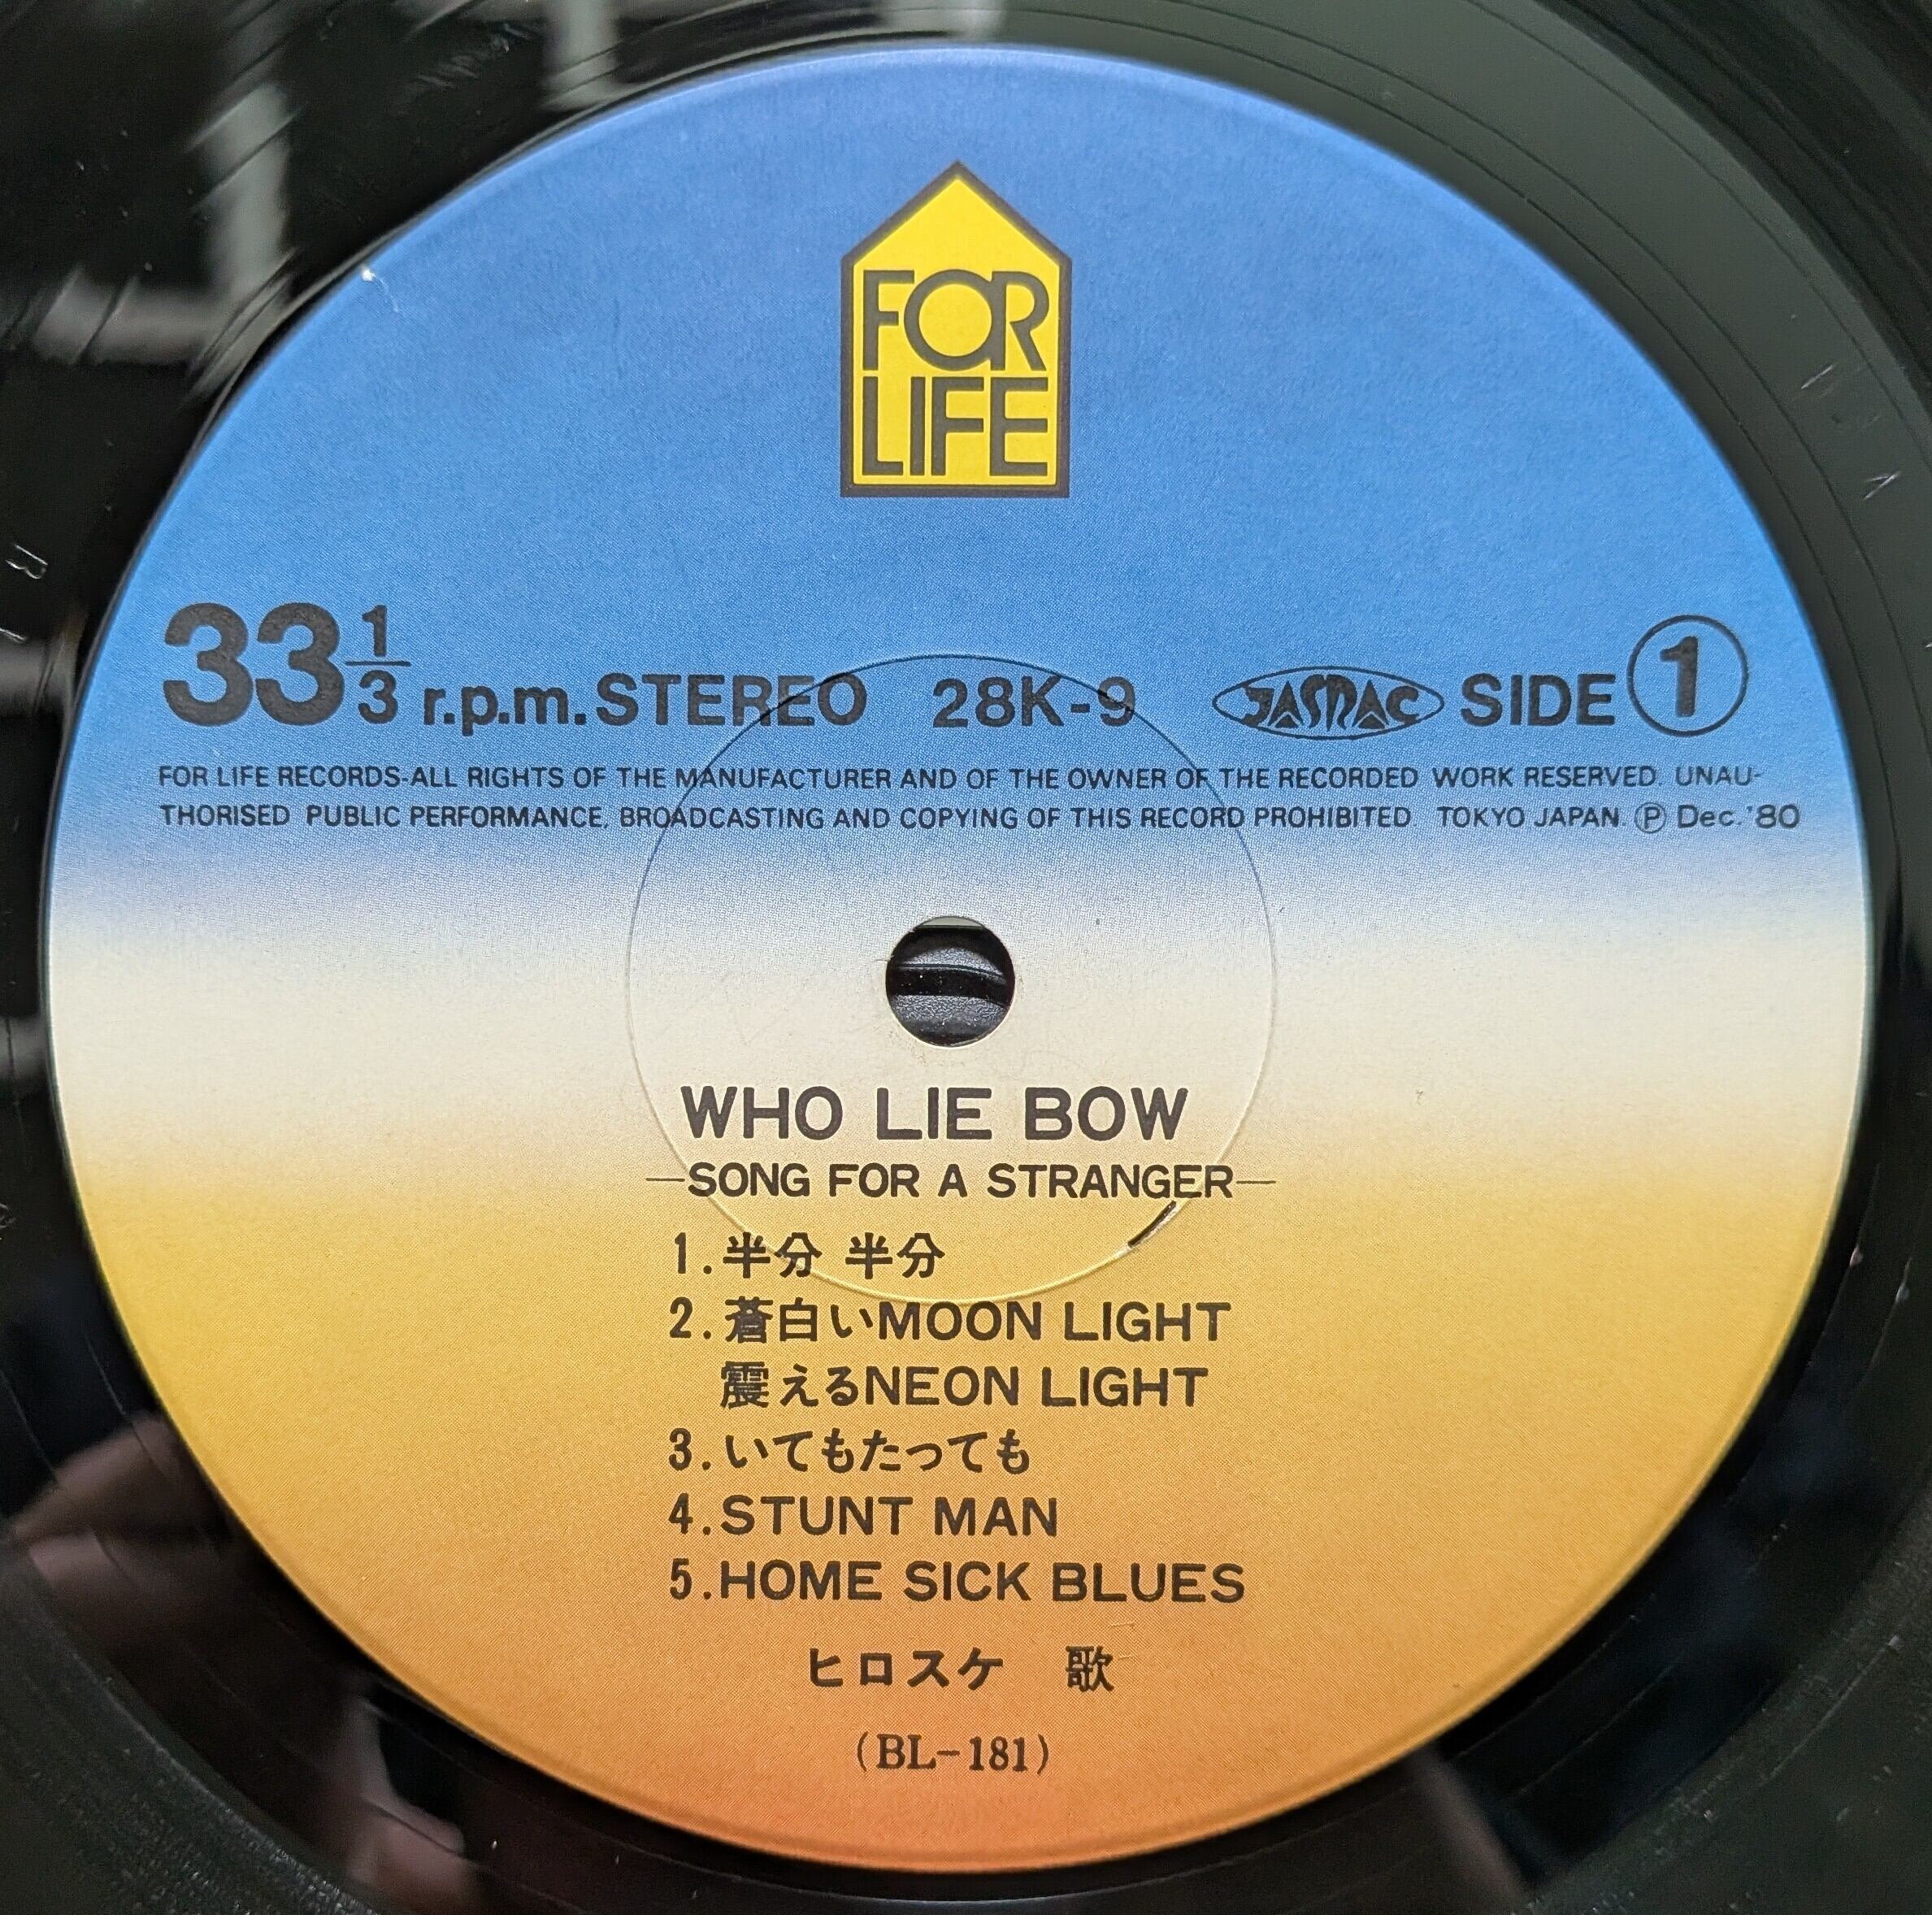 FOR
LIFE
33 1/3 r.p.m. STEREO 28K-9 JASRAC SIDE 1
FOR LIFE RECORDS-ALL RIGHTS OF THE MANUFACTURER AND OF THE OWNER OF THE RECORDED WORK RESERVED. UNAU-
THORISED PUBLIC PERFORMANCE, BROADCASTING AND COPYING OF THIS RECORD PROHIBITED. TOKYO JAPAN. Ⓟ Dec.'80
WHO LIE BOW
—SONG FOR A STRANGER—
1.半分 半分
2.蒼白いMOON LIGHT
震えるNEON LIGHT
3.いてもたっても
4.STUNT MAN
5.HOME SICK BLUES
ヒロスケ 歌
(BL-181)